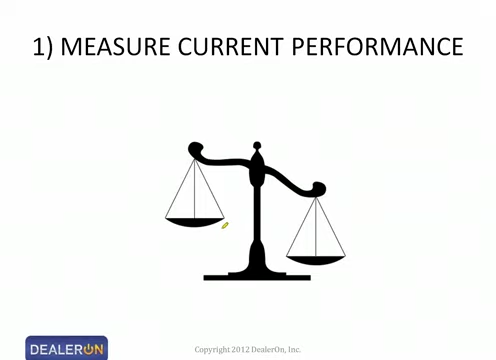 1) MEASURE CURRENT PERFORMANCE
DEALERON
Copyright 2012 DealerOn, Inc.